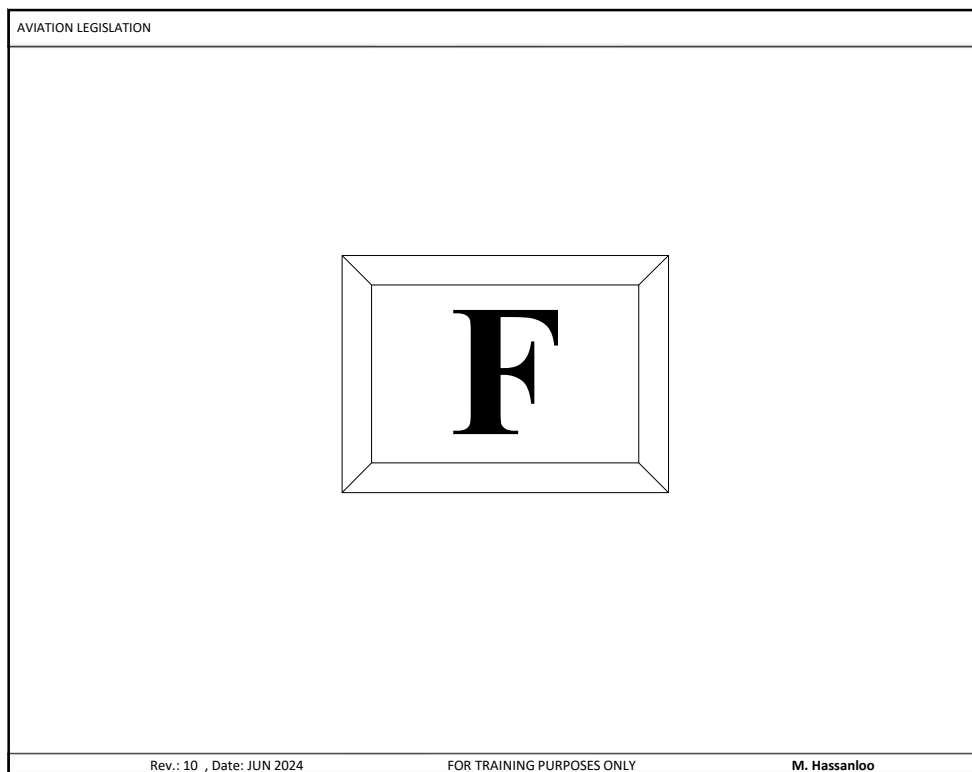 AVIATION LEGISLATION
F
Rev.: 10 , Date: JUN 2024 FOR TRAINING PURPOSES ONLY M. Hassanloo